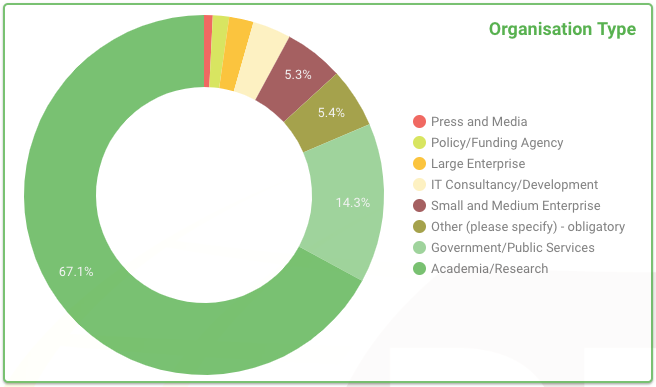 Organisation Type
5.3%
5.4%
14.3%
67.1%
Press and Media
Policy/Funding Agency
Large Enterprise
IT Consultancy/Development
Small and Medium Enterprise
Other (please specify) - obligatory
Government/Public Services
Academia/Research